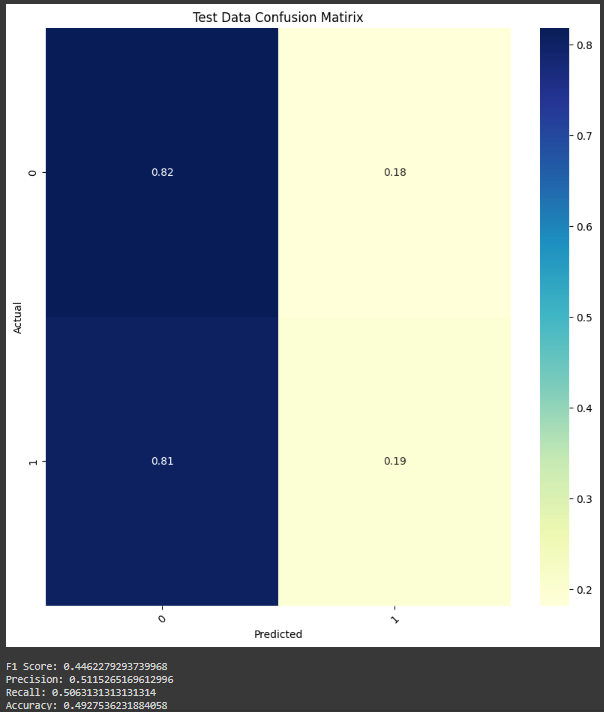 Test Data Confusion Matirix
0.8
0.82
0.18
0
0.7
0.6
0.5
Actual
0.4
0.81
0.19
1
0.3
0.2
0
1
Predicted
F1 Score: 0.4462279293739968
Precision: 0.5115265169612996
Recall: 0.5063131313131314
Accuracy: 0.4927536231884058